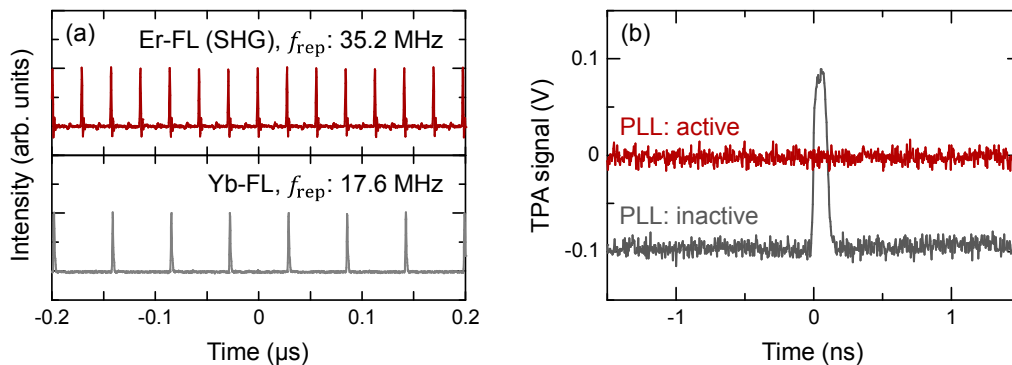 (a)
Er-FL (SHG), f_rep: 35.2 MHz
Yb-FL, f_rep: 17.6 MHz
Intensity (arb. units)
-0.2 -0.1 0 0.1 0.2
Time (μs)
(b)
0.1
0
-0.1
PLL: active
PLL: inactive
TPA signal (V)
-1 0 1
Time (ns)